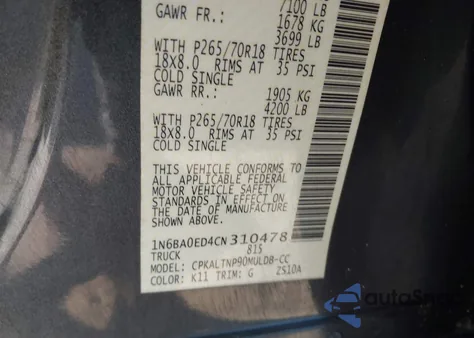 7100 LB
GAWR FR.: 1678 KG
3699 LB
WITH P265/70R18 TIRES
18X8.0 RIMS AT 35 PSI
COLD SINGLE
GAWR RR.: 1905 KG
4200 LB
WITH P265/70R18 TIRES
18X8.0 RIMS AT 35 PSI
COLD SINGLE
THIS VEHICLE CONFORMS TO
ALL APPLICABLE FEDERAL
MOTOR VEHICLE SAFETY
STANDARDS IN EFFECT ON
THE DATE OF MANUFACTURE
SHOWN ABOVE.
1N6BA0ED4CN310478
TRUCK 815
MODEL: CPKALTNP90MULDB-CC
COLOR: K11 TRIM: G ZS10A